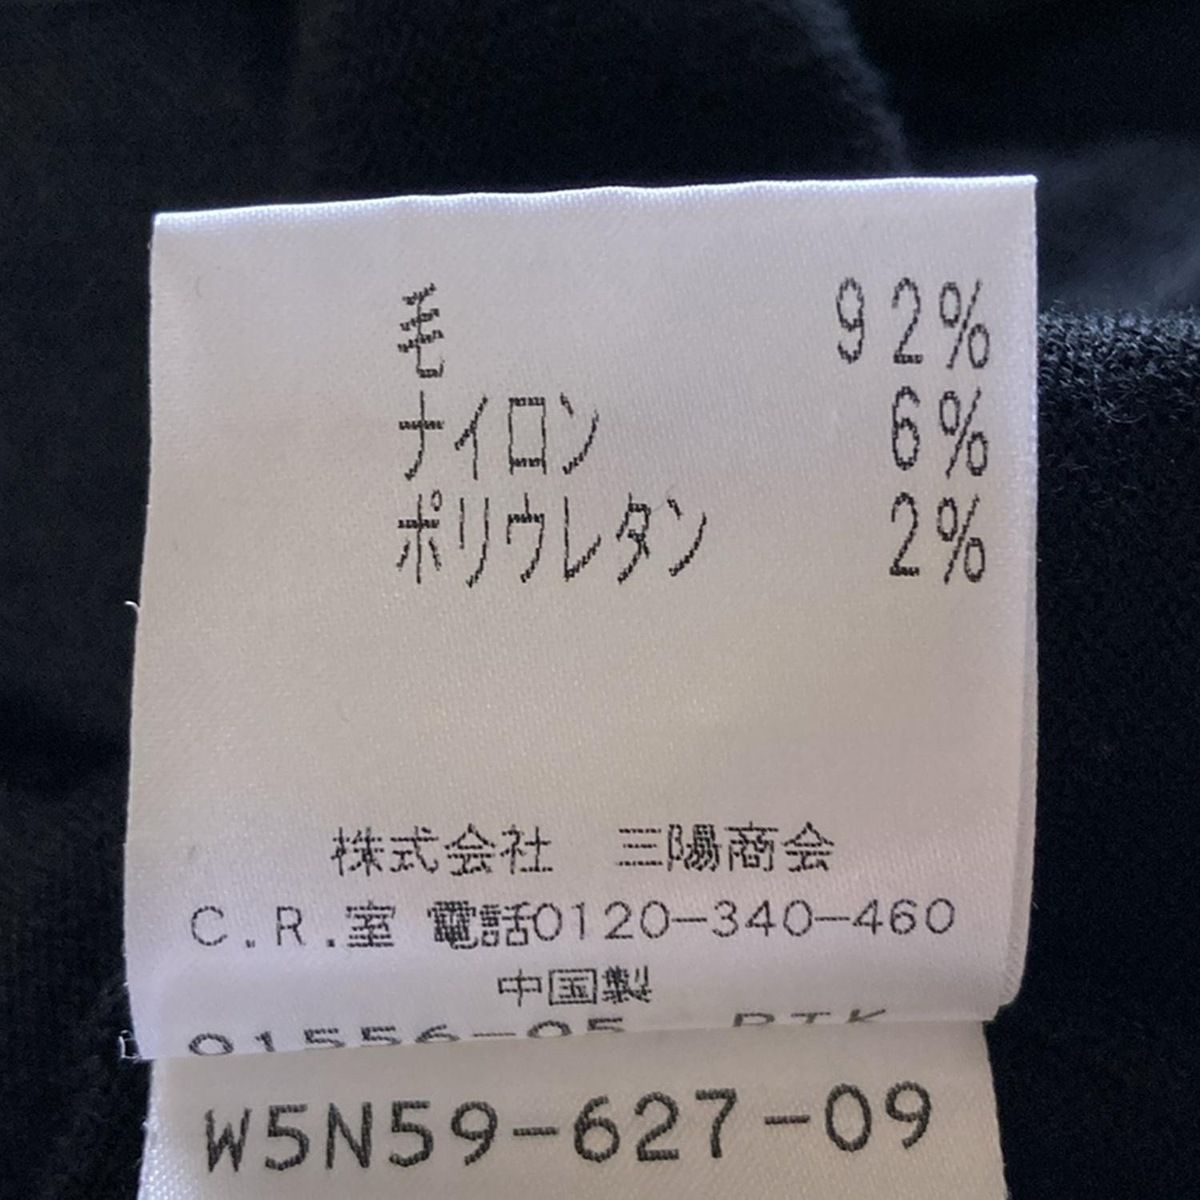 毛 92%
ナイロン 6%
ポリウレタン 2%
株式会社 三陽商会
C.R.室 電話0120-340-460
中国製
W5N59-627-09